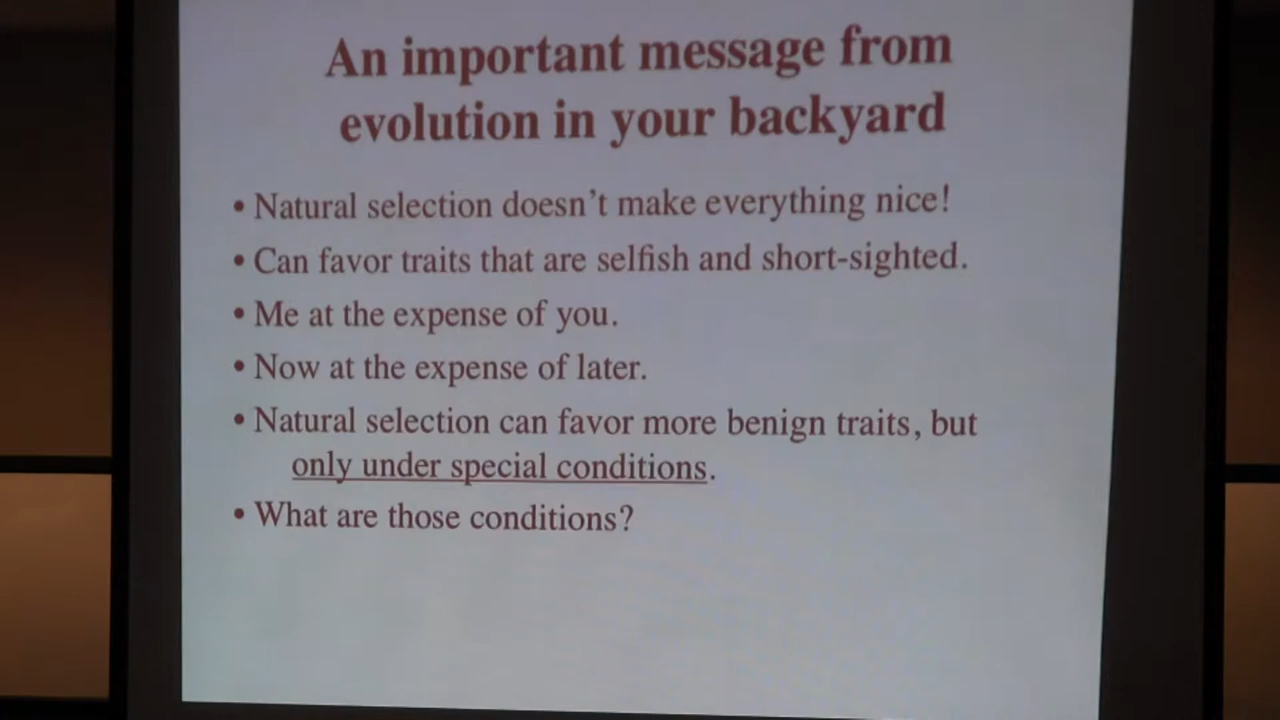 An important message from
evolution in your backyard
• Natural selection doesn't make everything nice!
• Can favor traits that are selfish and short-sighted.
• Me at the expense of you.
• Now at the expense of later.
• Natural selection can favor more benign traits, but
only under special conditions.
• What are those conditions?